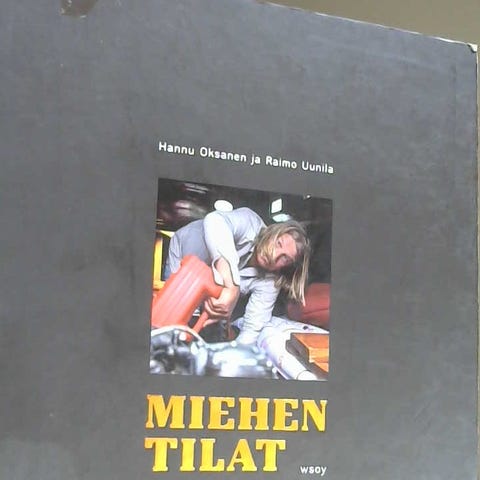 Hannu Oksanen ja Raimo Uunila
MIEHEN
TILAT wsoy